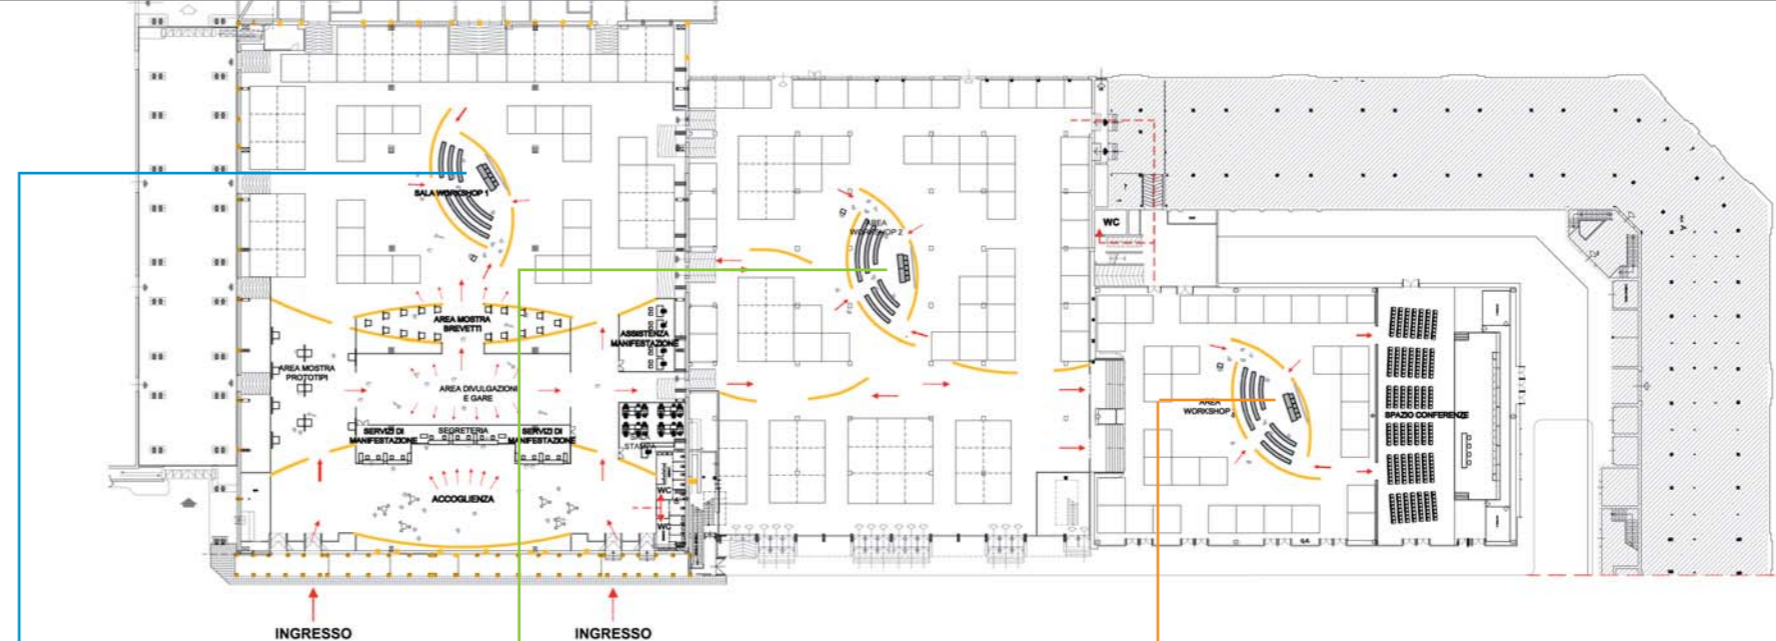 SALA WORKSHOP 1
AREA
WORKSHOP 2
WC
AREA MOSTRA
BREVETTI
ASSISTENZA
MANIFESTAZIONE
AREA MOSTRA
PROTOTIPI
AREA DIVULGAZIONE
E GARE
AREA
WORKSHOP
SPAZIO CONFERENZE
SERVIZI DI
MANIFESTAZIONE
SEGRETERIA
SERVIZI DI
MANIFESTAZIONE
STAMPA
ACCOGLIENZA
WC
WC
INGRESSO
INGRESSO